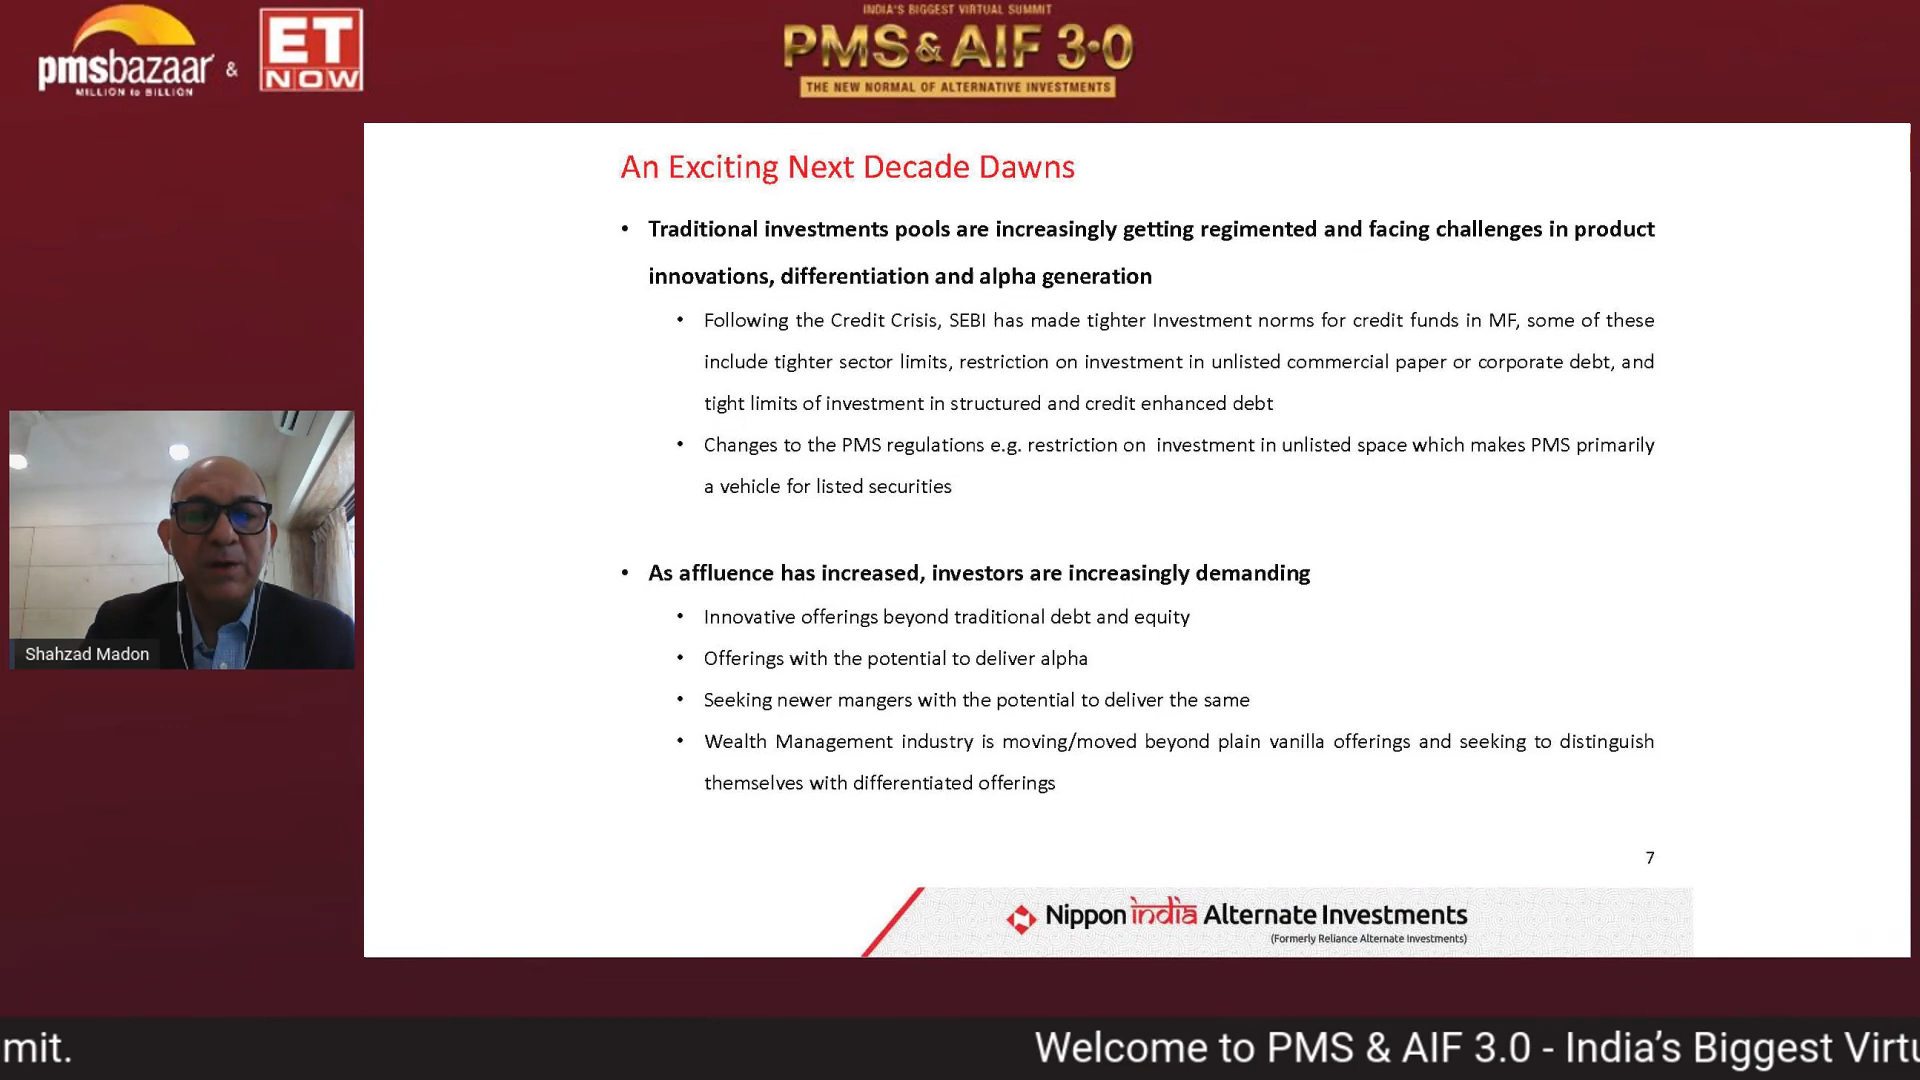 INDIA'S BIGGEST VIRTUAL SUMMIT
pmsbazaar & ET NOW
MILLION to BILLION
PMS & AIF 3·0
THE NEW NORMAL OF ALTERNATIVE INVESTMENTS
An Exciting Next Decade Dawns
• Traditional investments pools are increasingly getting regimented and facing challenges in product
innovations, differentiation and alpha generation
• Following the Credit Crisis, SEBI has made tighter Investment norms for credit funds in MF, some of these
include tighter sector limits, restriction on investment in unlisted commercial paper or corporate debt, and
tight limits of investment in structured and credit enhanced debt
• Changes to the PMS regulations e.g. restriction on investment in unlisted space which makes PMS primarily
a vehicle for listed securities
• As affluence has increased, investors are increasingly demanding
• Innovative offerings beyond traditional debt and equity
• Offerings with the potential to deliver alpha
• Seeking newer mangers with the potential to deliver the same
• Wealth Management industry is moving/moved beyond plain vanilla offerings and seeking to distinguish
themselves with differentiated offerings
Shahzad Madon
7
Nippon india Alternate Investments
(Formerly Reliance Alternate Investments)
mit.
Welcome to PMS & AIF 3.0 - India's Biggest Virtu